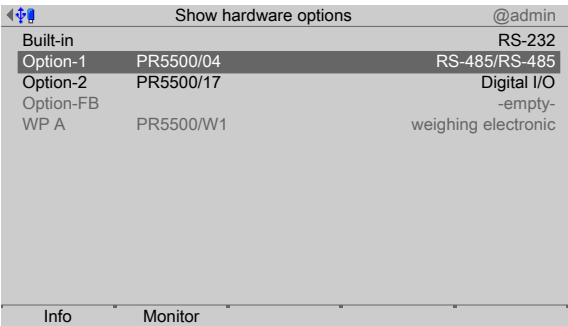 Show hardware options @admin
Built-in RS-232
Option-1 PR5500/04 RS-485/RS-485
Option-2 PR5500/17 Digital I/O
Option-FB -empty-
WP A PR5500/W1 weighing electronic
Info Monitor